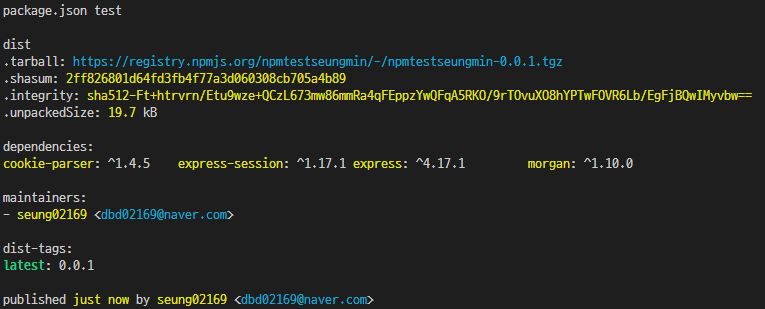 package.json test
dist
.tarball: https://registry.npmjs.org/npmtestseungmin/-/npmtestseungmin-0.0.1.tgz
.shasum: 2ff826801d64fd3fb4f77a3d060308cb705a4b89
.integrity: sha512-Ft+htrvrn/Etu9wze+QCzL673mw86mmRa4qFEppzYwQFqA5RKO/9rTOvuXO8hYPTwFOVR6Lb/EgFjBQwIMyvbw==
.unpackedSize: 19.7 kB
dependencies:
cookie-parser: ^1.4.5 express-session: ^1.17.1 express: ^4.17.1 morgan: ^1.10.0
maintainers:
- seung02169 <dbd02169@naver.com>
dist-tags:
latest: 0.0.1
published just now by seung02169 <dbd02169@naver.com>